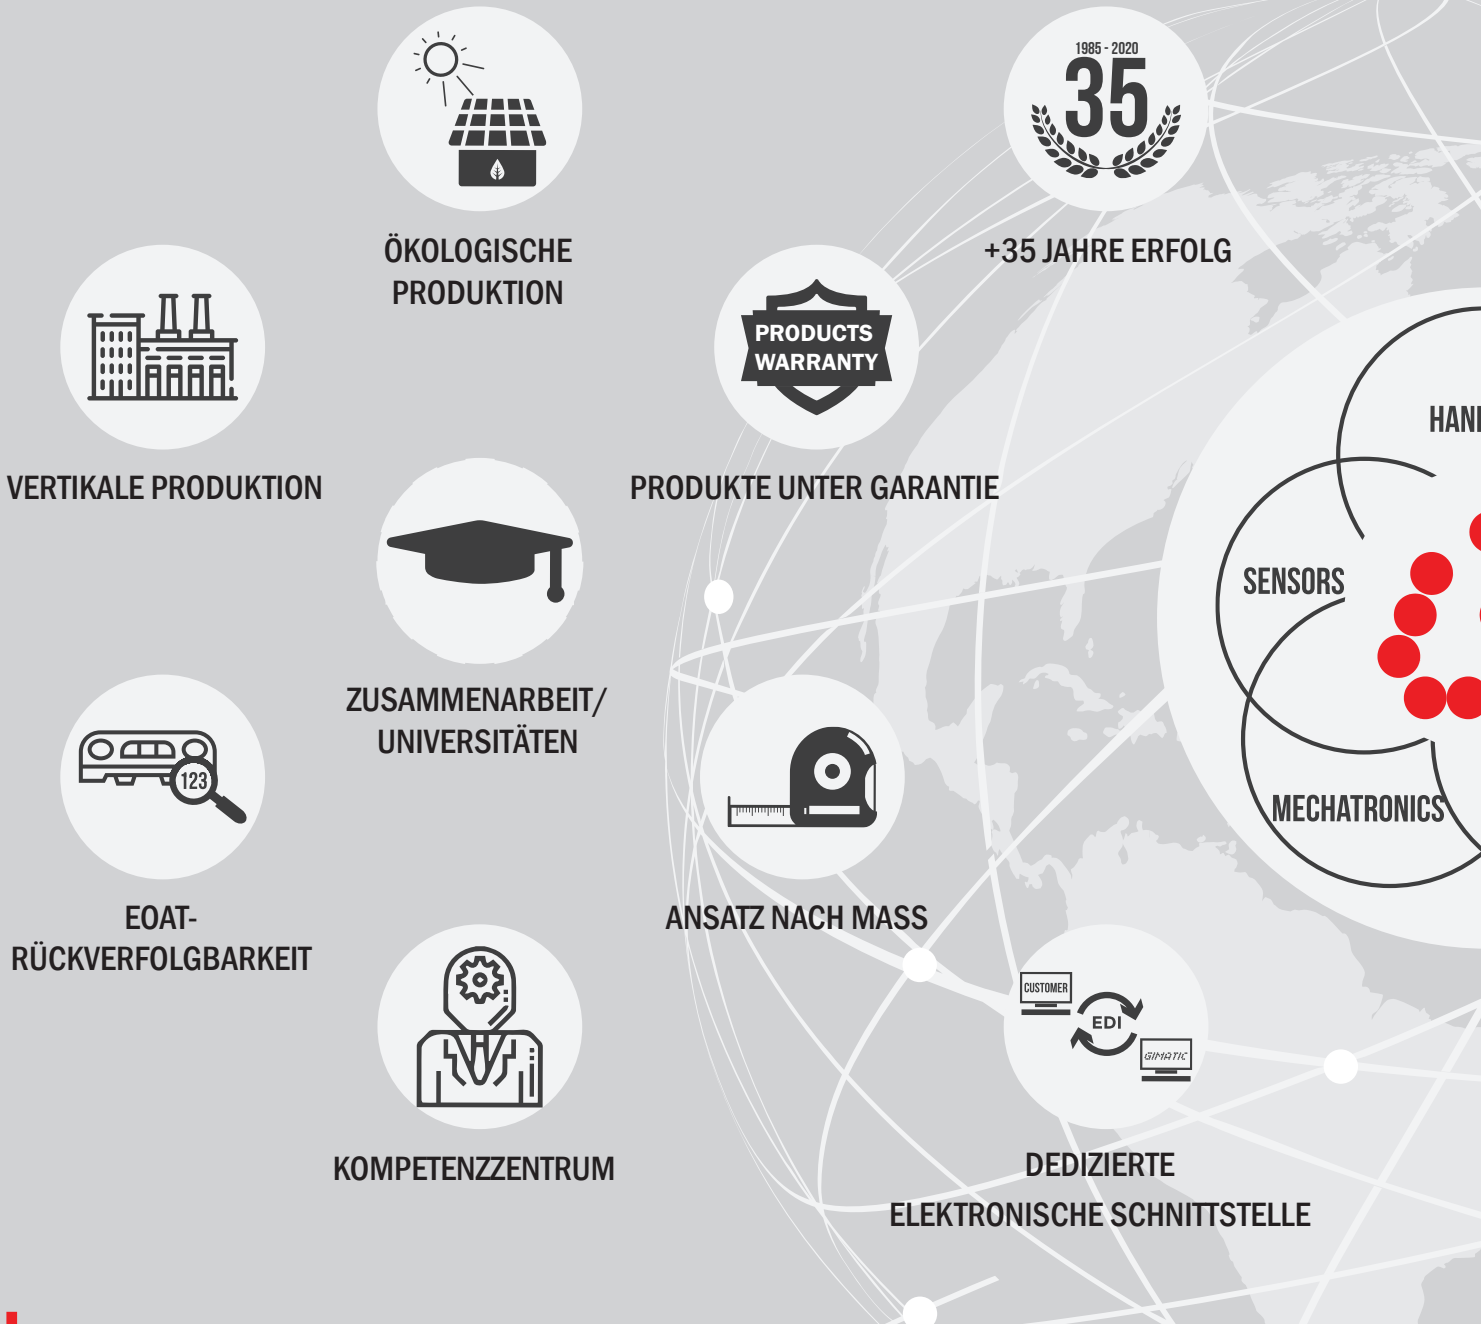 1985 - 2020
35
ÖKOLOGISCHE
PRODUKTION
+35 JAHRE ERFOLG
PRODUCTS
WARRANTY
VERTIKALE PRODUKTION
PRODUKTE UNTER GARANTIE
SENSORS
ZUSAMMENARBEIT/
UNIVERSITÄTEN
123
MECHATRONICS
EOAT-
RÜCKVERFOLGBARKEIT
ANSATZ NACH MASS
CUSTOMER
EDI
GIMATIC
KOMPETENZZENTRUM
DEDIZIERTE
ELEKTRONISCHE SCHNITTSTELLE